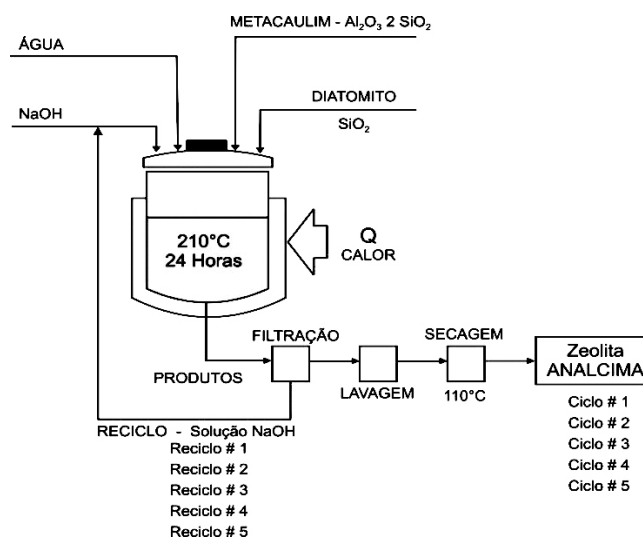 METACAULIM - Al₂O₃ 2 SiO₂
ÁGUA
DIATOMITO
NaOH
SiO₂
210°C
24 Horas
Q
CALOR
FILTRAÇÃO
SECAGEM
Zeolita
ANALCIMA
PRODUTOS
LAVAGEM
110°C
RECICLO - Solução NaOH
Reciclo # 1
Reciclo # 2
Reciclo # 3
Reciclo # 4
Reciclo # 5
Ciclo # 1
Ciclo # 2
Ciclo # 3
Ciclo # 4
Ciclo # 5